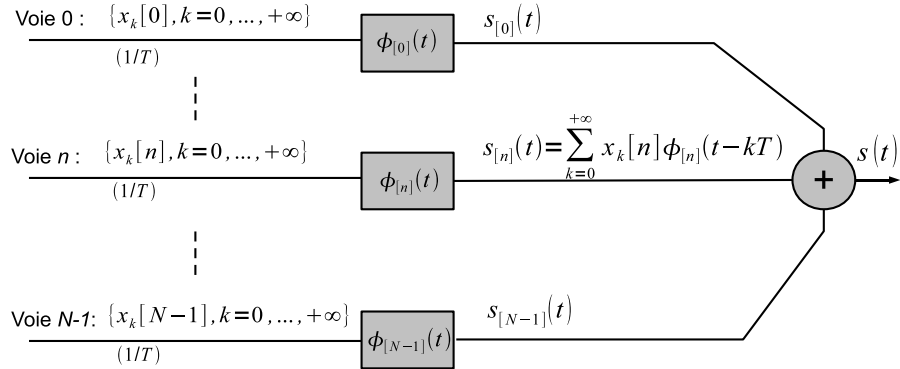 Voie 0 : {x_k[0], k=0, ..., +∞}
(1/T)
ϕ_[0](t)
s_[0](t)
Voie n : {x_k[n], k=0, ..., +∞}
(1/T)
ϕ_[n](t)
s_[n](t)=∑_{k=0}^{+∞} x_k[n]ϕ_[n](t−kT)
+
s(t)
Voie N-1: {x_k[N−1], k=0, ..., +∞}
(1/T)
ϕ_[N−1](t)
s_[N−1](t)